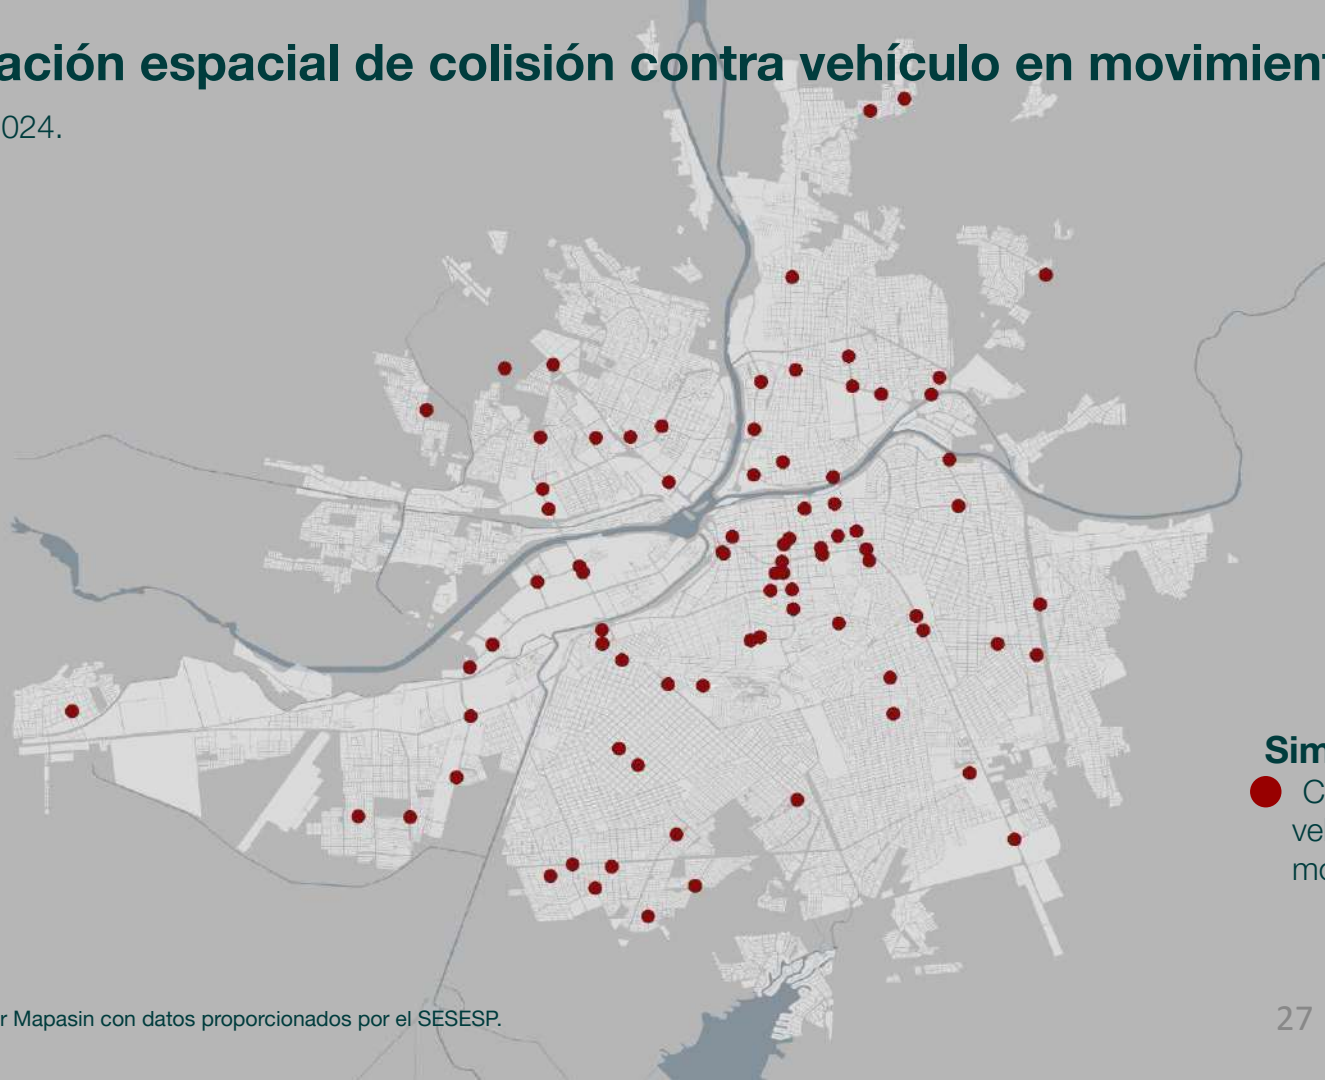 ación espacial de colisión contra vehículo en movimient
024.
Sim
C
ve
mo
r Mapasin con datos proporcionados por el SESESP.
27